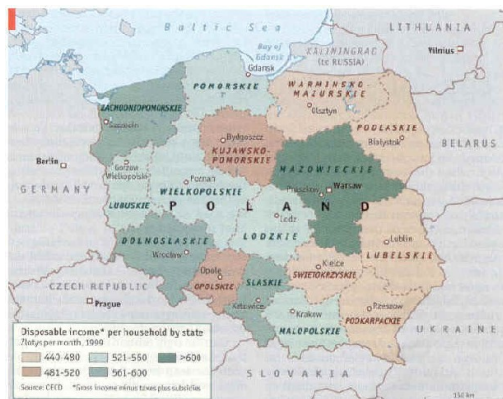 Baltic Sea
LITHUANIA
Bay of
Gdansk
KALININGRAD
(to RUSSIA)
Vilnius
Gdansk
POMORSKIE
WARMINSKO
MAZURSKIE
Olsztyn
ZACHODNIOPOMORSKIE
Szczecin
PODLASKIE
Bialystok
BELARUS
Bydgoszcz
KUJAWSKO-
POMORSKIE
MAZOWIECKIE
Berlin
Gorzow
Wielkopolski
Poznan
Pruszkow
Warsaw
GERMANY
WIELKOPOLSKIE
LUBUSKIE
POLAND
Lodz
LODZKIE
DOLNOSLASKIE
Wroclaw
Lublin
LUBELSKIE
Kielce
SWIETOKRZYSKIE
Opole
OPOLSKIE
SLASKIE
Katowice
CZECH REPUBLIC
Prague
Krakow
MALOPOLSKIE
Rzeszow
PODKARPACKIE
UKRAINE
SLOVAKIA
Disposable income* per household by state
Zlotys per month, 1999
440-480
521-560
>600
481-520
561-600
Source: OECD
*Gross income minus taxes plus subsidies
150 km